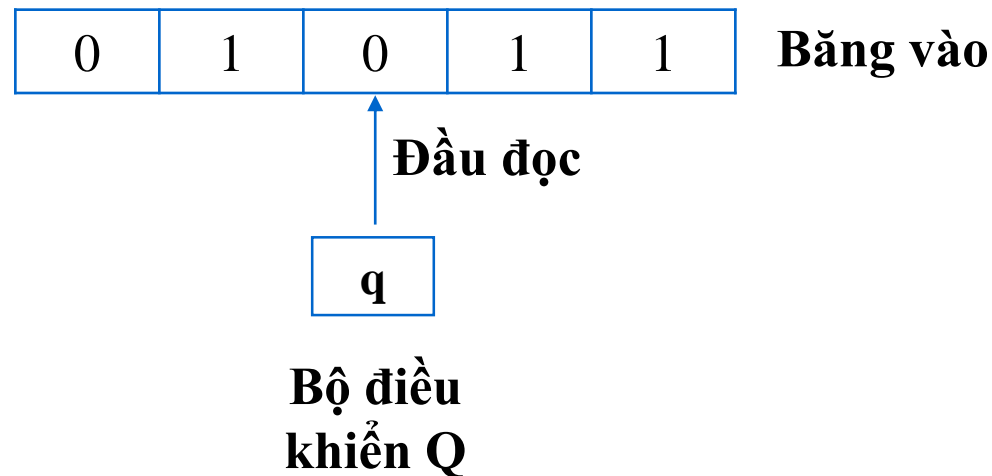 0 1 0 1 1 Băng vào
Đầu đọc
q
Bộ điều
khiển Q